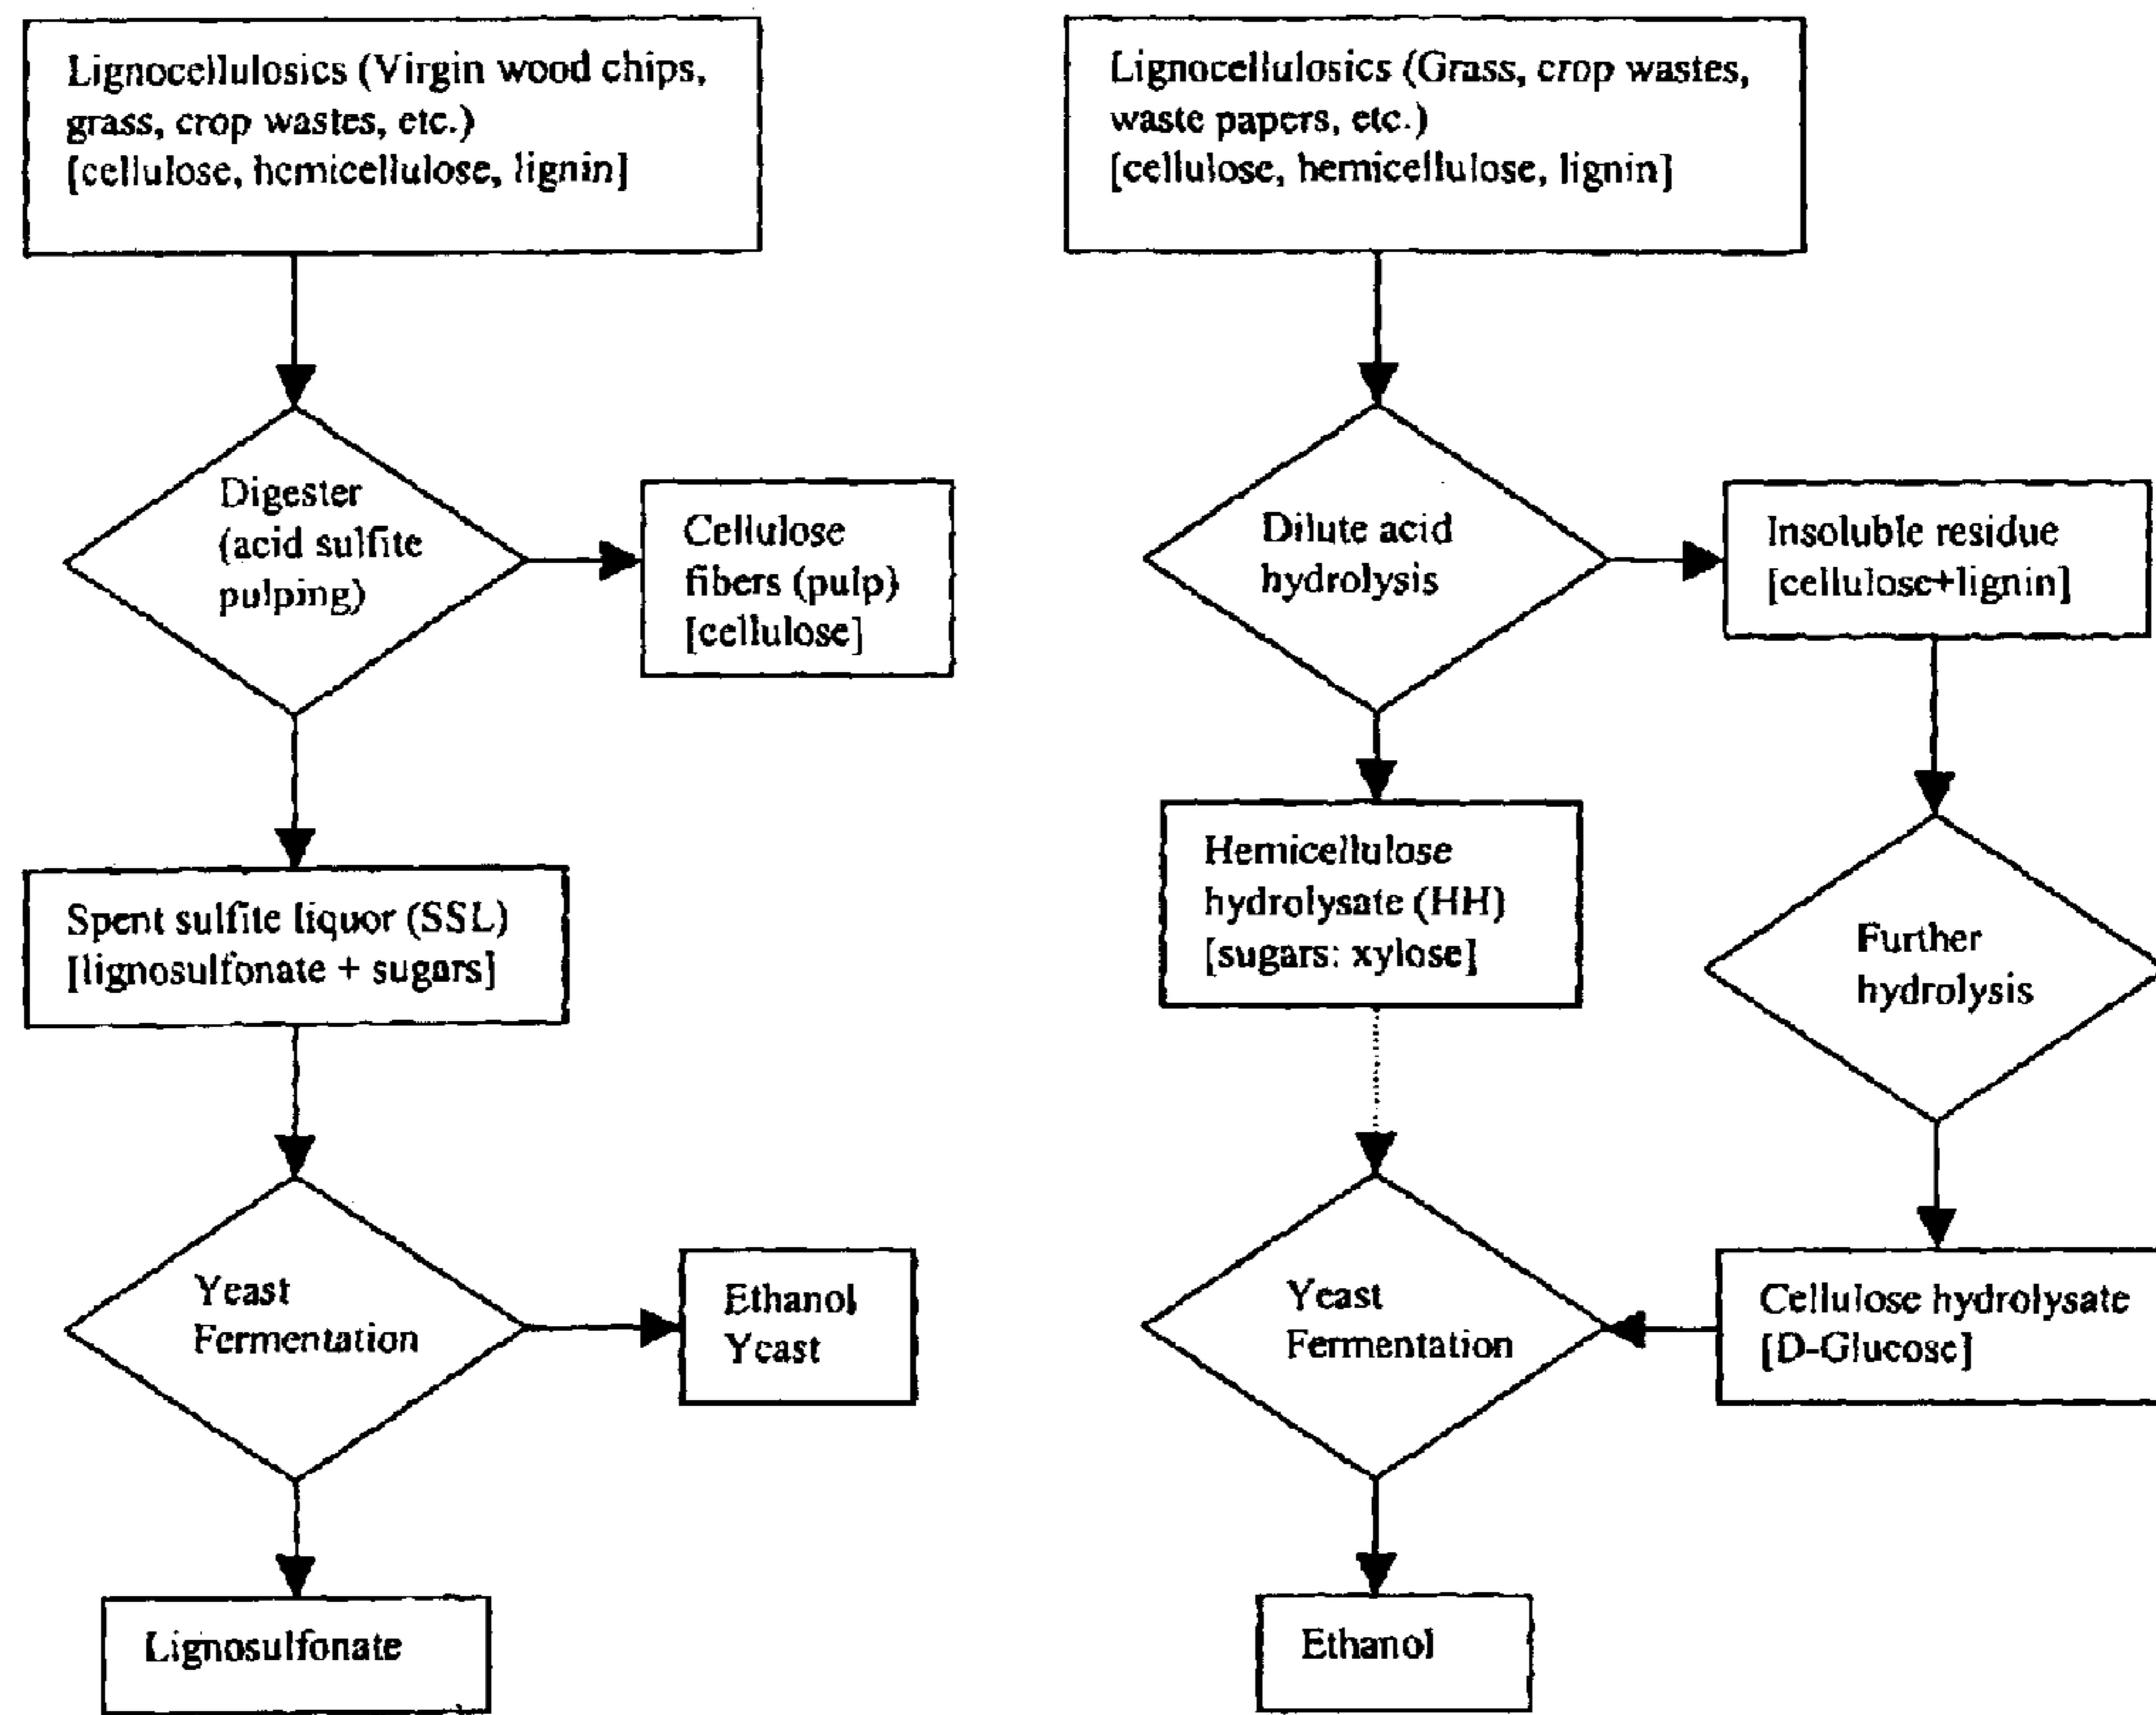 Lignocellulosics (Virgin wood chips,
grass, crop wastes, etc.)
[cellulose, hemicellulose, lignin]
Digester
(acid sulfite
pulping)
Cellulose
fibers (pulp)
[cellulose]
Spent sulfite liquor (SSL)
[lignosulfonate + sugars]
Yeast
Fermentation
Ethanol
Yeast
Lignosulfonate
Lignocellulosics (Grass, crop wastes,
waste papers, etc.)
[cellulose, hemicellulose, lignin]
Dilute acid
hydrolysis
Insoluble residue
[cellulose+lignin]
Hemicellulose
hydrolysate (HH)
[sugars: xylose]
Further
hydrolysis
Yeast
Fermentation
Cellulose hydrolysate
[D-Glucose]
Ethanol